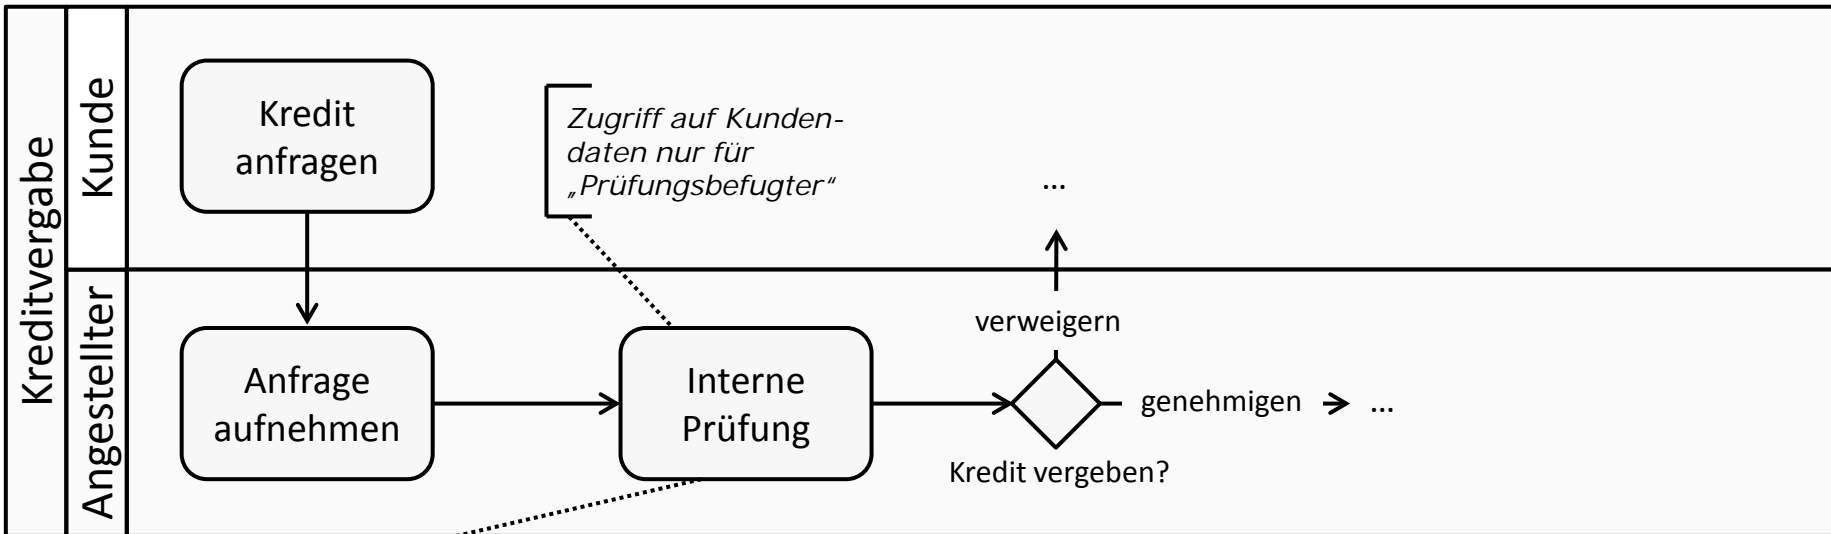 Kreditvergabe
Kunde
Kredit
anfragen
Zugriff auf Kunden-
daten nur für
„Prüfungsbefugter“
...
Angestellter
Anfrage
aufnehmen
Interne
Prüfung
verweigern
genehmigen
...
Kredit vergeben?